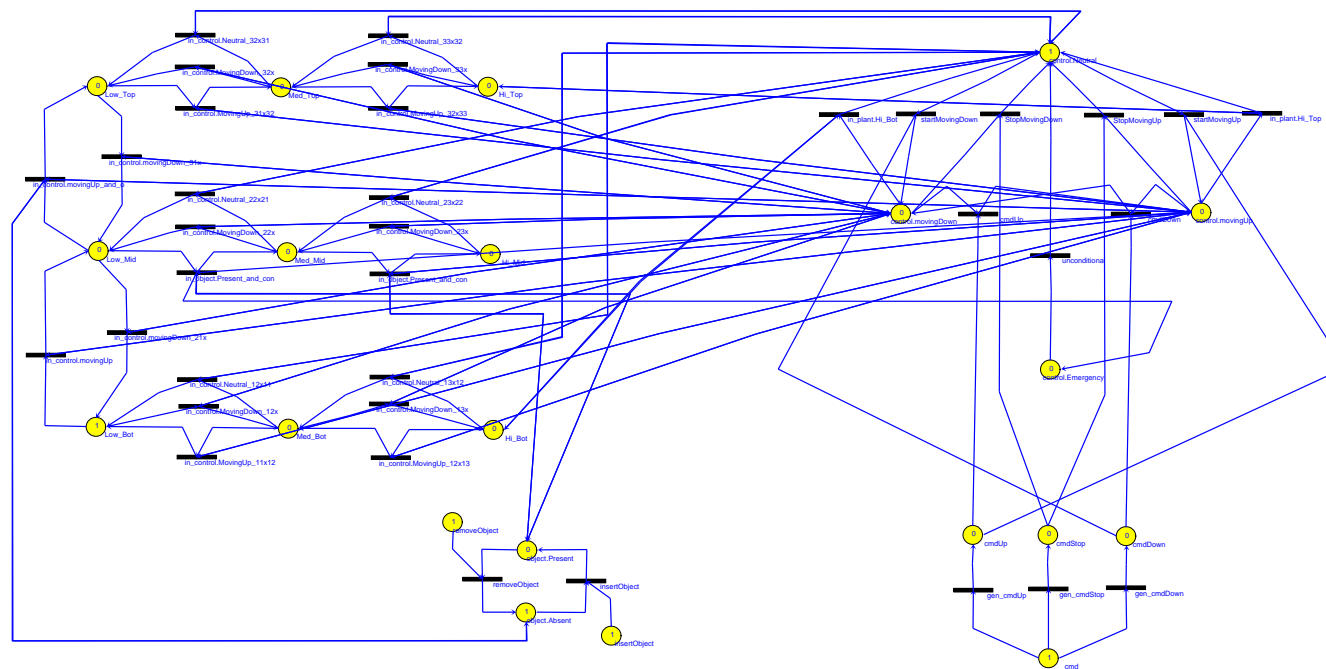 in_control.Neutral_32x31
in_control.Neutral_33x32
1
control.Neutral
in_control.MovingDown_32x
in_control.MovingDown_33x
0
Low_Top
0
Med_Top
0
Hi_Top
in_control.MovingUp_31x32
in_control.MovingUp_32x33
in_plant.Hi_Bot
startMovingDown
StopMovingDown
StopMovingUp
startMovingUp
in_plant.Hi_Top
in_control.movingDown_31x
in_control.movingUp_and_o
in_control.Neutral_22x21
in_control.Neutral_23x22
0
control.movingDown
cmdUp
0
control.movingUp
in_control.MovingDown_22x
in_control.MovingDown_23x
0
Low_Mid
0
Med_Mid
0
Hi_Mid
unconditiona
in_object.Present_and_con
in_object.Present_and_con
in_control.movingDown_21x
in_control.movingUp
0
control.Emergency
in_control.Neutral_12x11
in_control.Neutral_13x12
in_control.MovingDown_12x
in_control.MovingDown_13x
1
Low_Bot
0
Med_Bot
0
Hi_Bot
in_control.MovingUp_11x12
in_control.MovingUp_12x13
1
removeObject
0
object.Present
0
cmdUp
0
cmdStop
0
cmdDown
removeObject
insertObject
gen_cmdUp
gen_cmdStop
gen_cmdDown
1
object.Absent
1
insertObject
1
cmd